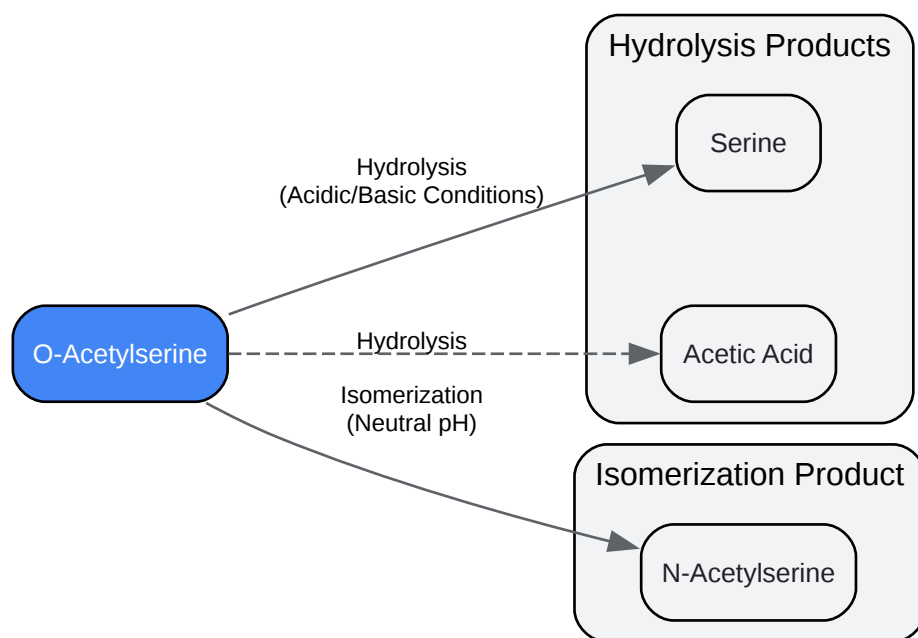 Hydrolysis Products
Serine
Hydrolysis
(Acidic/Basic Conditions)
O-Acetylserine
Hydrolysis
Acetic Acid
Isomerization
(Neutral pH)
Isomerization Product
N-Acetylserine